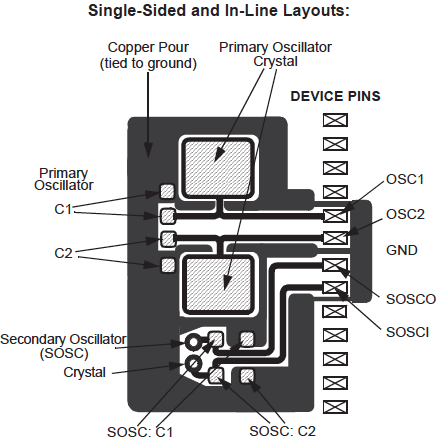 Single-Sided and In-Line Layouts:
Copper Pour
(tied to ground)
Primary Oscillator
Crystal
DEVICE PINS
Primary
Oscillator
C1
C2
OSC1
OSC2
GND
SOSCO
SOSCI
Secondary Oscillator
(SOSC)
Crystal
SOSC: C1
SOSC: C2